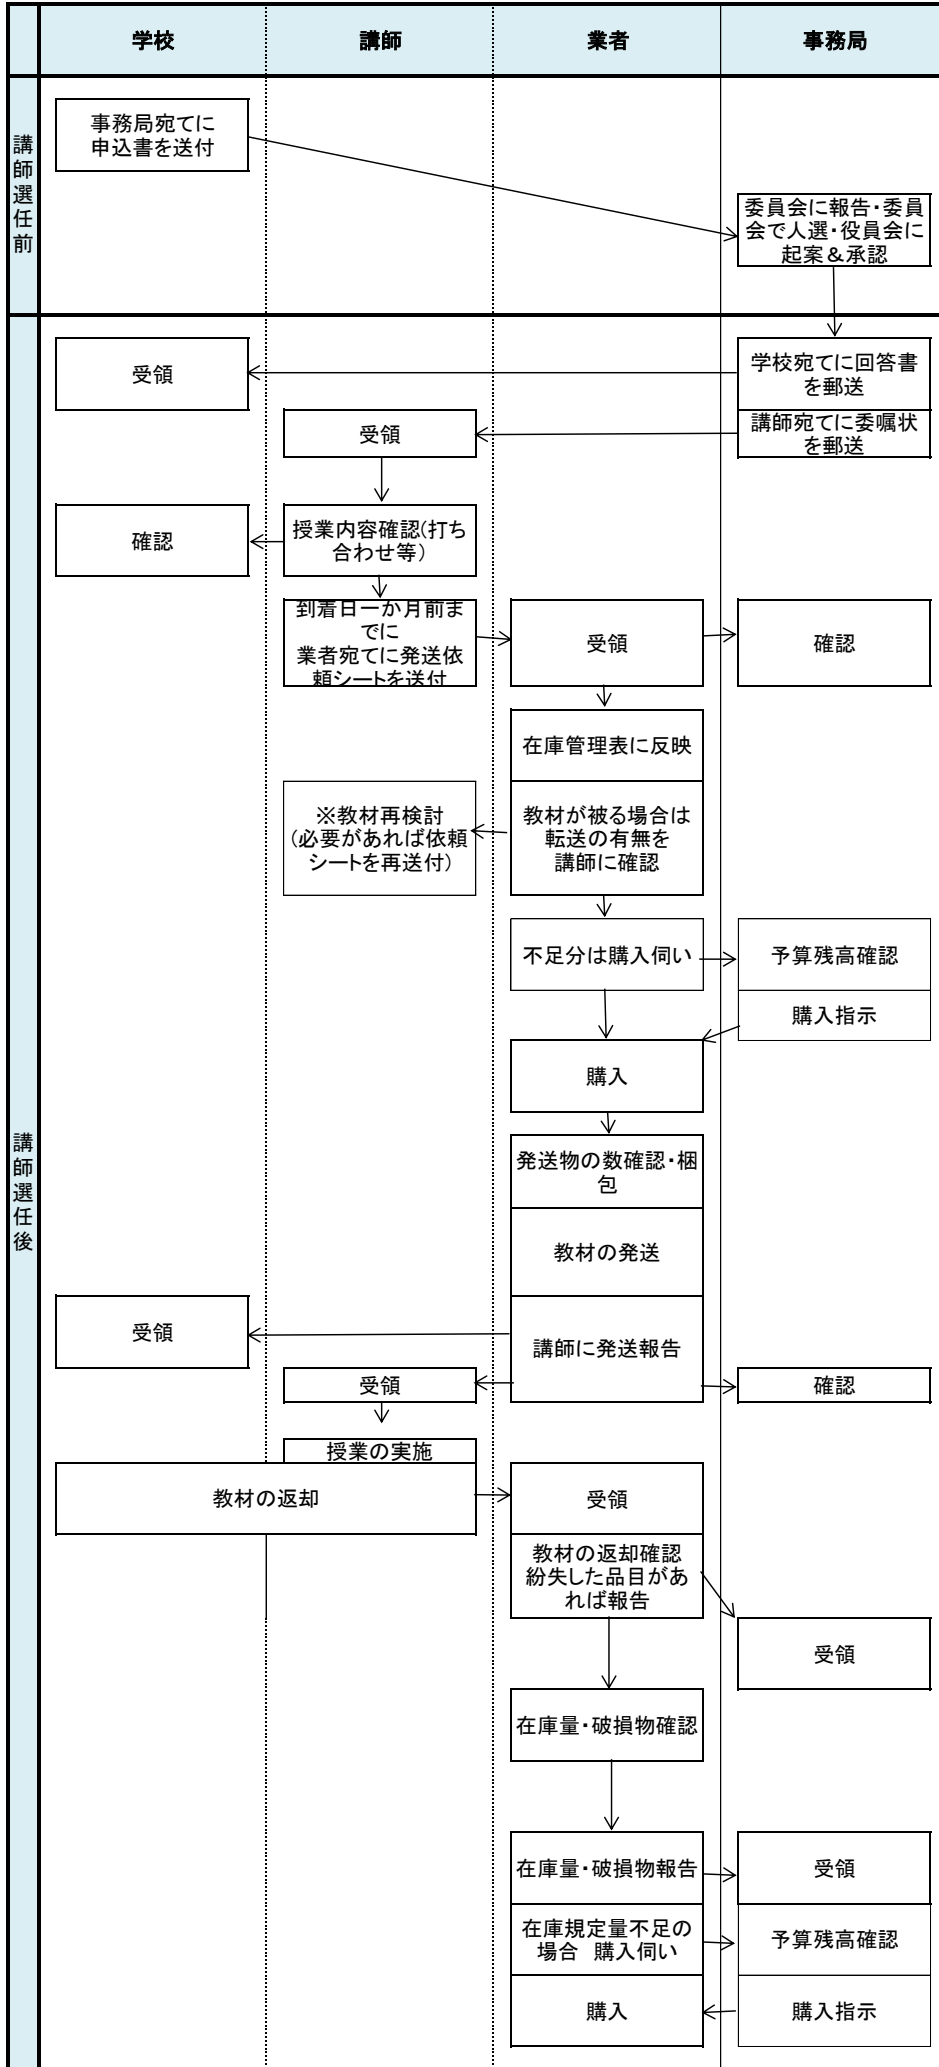 学校
講師
業者
事務局
講師選任前
事務局宛てに
申込書を送付
委員会に報告・委員
会で人選・役員会に
起案＆承認
講師選任後
受領
学校宛てに回答書
を郵送
受領
講師宛てに委嘱状
を郵送
確認
授業内容確認(打ち
合わせ等)
到着日一か月前ま
でに
業者宛てに発送依
頼シートを送付
受領
確認
在庫管理表に反映
※教材再検討
(必要があれば依頼
シートを再送付)
教材が被る場合は
転送の有無を
講師に確認
不足分は購入伺い
予算残高確認
購入指示
購入
発送物の数確認・梱
包
教材の発送
受領
講師に発送報告
受領
確認
授業の実施
教材の返却
受領
教材の返却確認
紛失した品目があ
れば報告
受領
在庫量・破損物確認
在庫量・破損物報告
受領
在庫規定量不足の
場合　購入伺い
予算残高確認
購入
購入指示